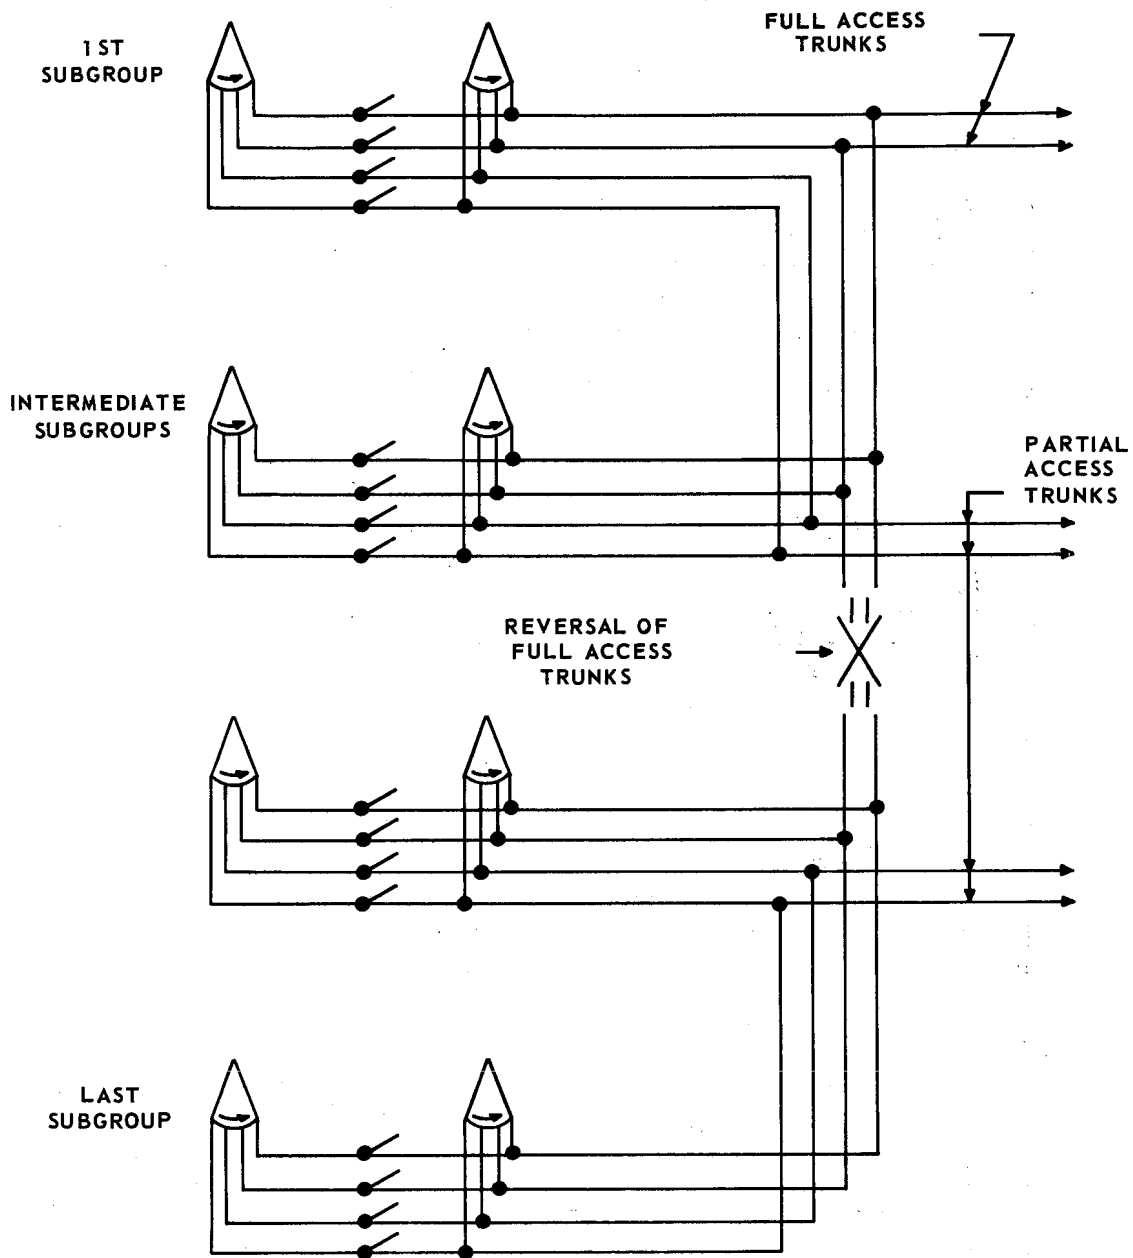 1ST
SUBGROUP
FULL ACCESS
TRUNKS
INTERMEDIATE
SUBGROUPS
PARTIAL
ACCESS
TRUNKS
REVERSAL OF
FULL ACCESS
TRUNKS
LAST
SUBGROUP